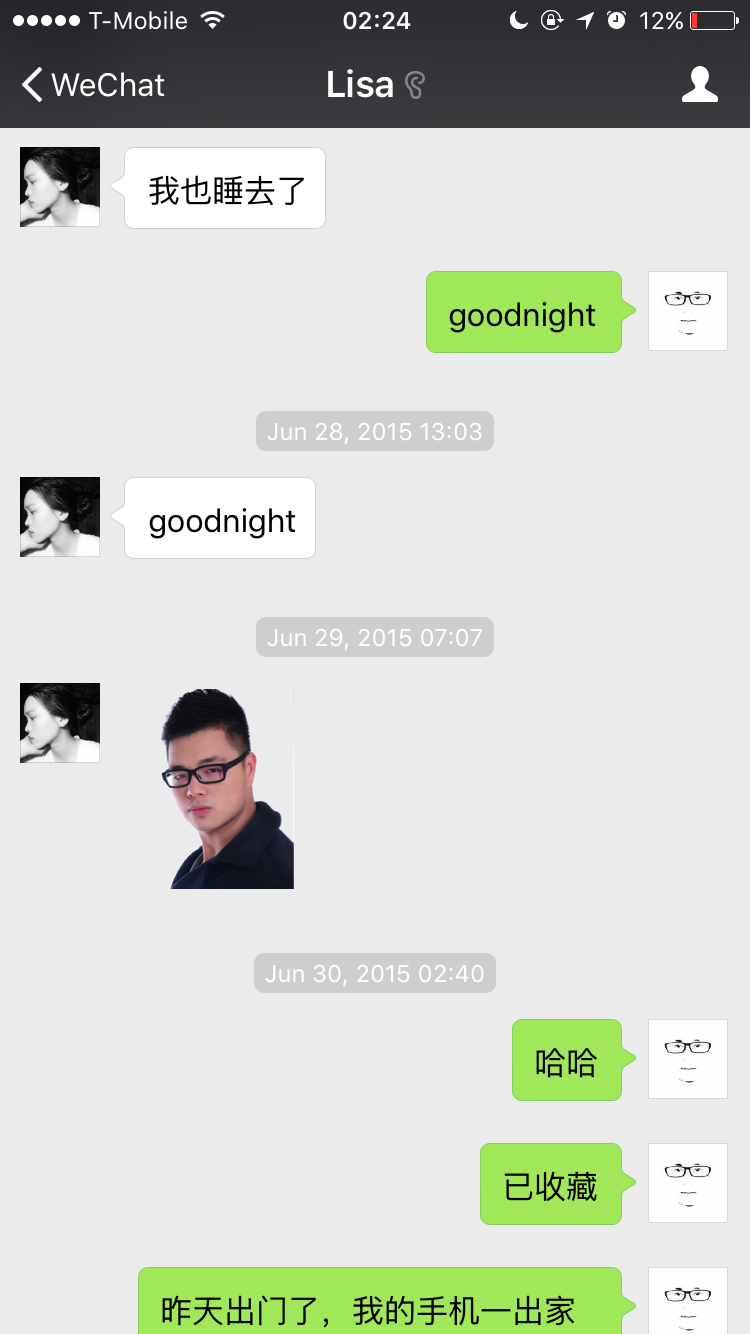 T-Mobile 02:24 12%
WeChat Lisa
我也睡去了
goodnight
Jun 28, 2015 13:03
goodnight
Jun 29, 2015 07:07
Jun 30, 2015 02:40
哈哈
已收藏
昨天出门了，我的手机一出家